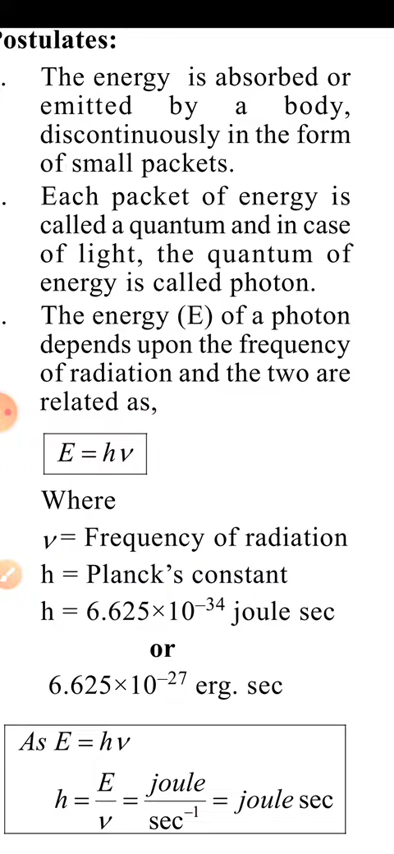 Postulates:
. The energy is absorbed or
emitted by a body,
discontinuously in the form
of small packets.
. Each packet of energy is
called a quantum and in case
of light, the quantum of
energy is called photon.
. The energy (E) of a photon
depends upon the frequency
of radiation and the two are
related as,
E = hν
Where
ν= Frequency of radiation
h = Planck's constant
h = 6.625×10⁻³⁴ joule sec
or
6.625×10⁻²⁷ erg. sec
As E = hν
h = E/ν = joule/sec⁻¹ = joule sec